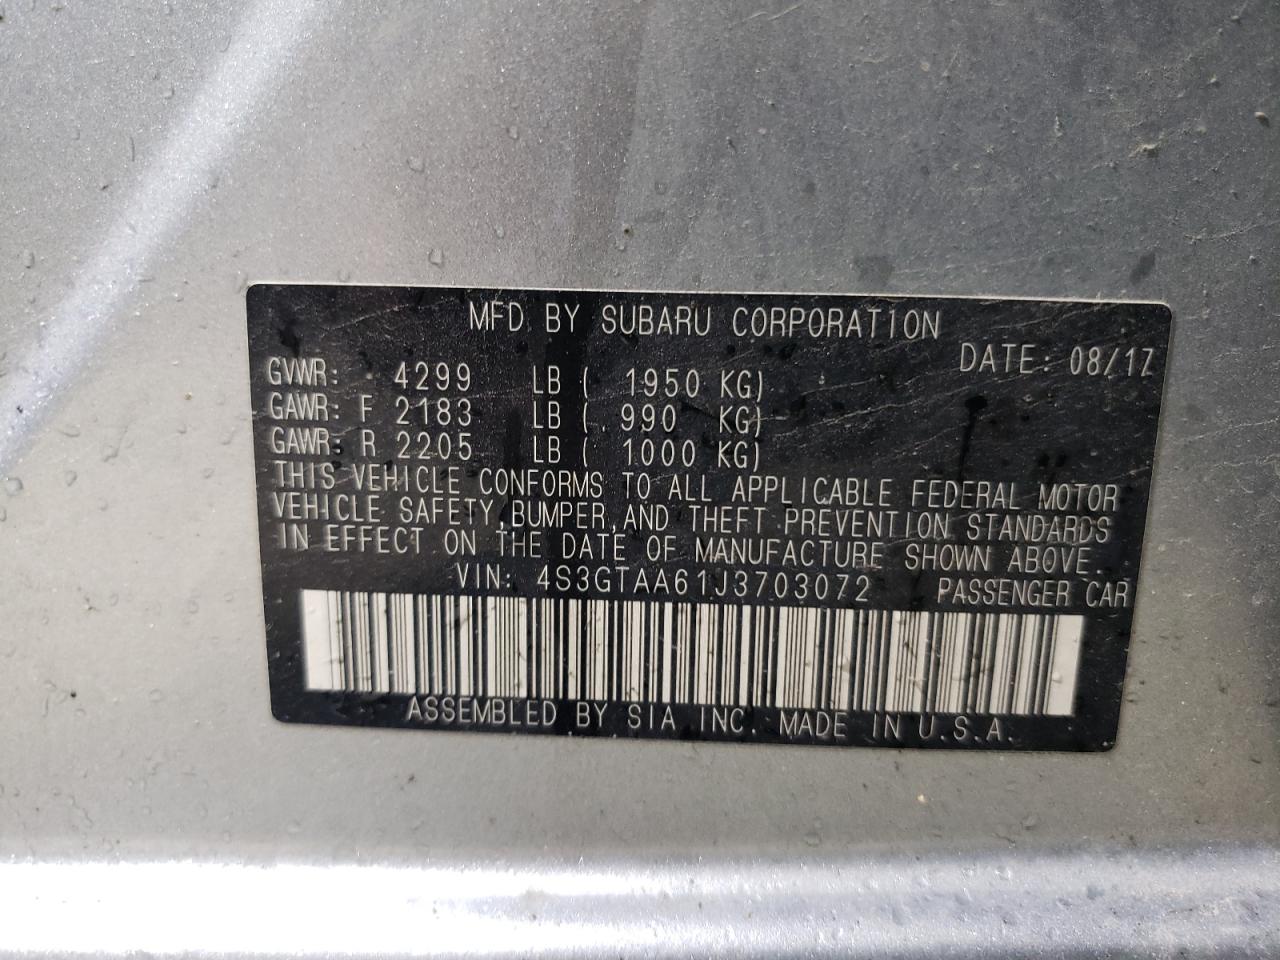 MFD BY SUBARU CORPORATION
DATE: 08/17
GVWR: 4299 LB ( 1950 KG)
GAWR: F 2183 LB ( 990 KG)
GAWR: R 2205 LB ( 1000 KG)
THIS VEHICLE CONFORMS TO ALL APPLICABLE FEDERAL MOTOR
VEHICLE SAFETY, BUMPER, AND THEFT PREVENTION STANDARDS
IN EFFECT ON THE DATE OF MANUFACTURE SHOWN ABOVE.
VIN: 4S3GTAA61J3703072 PASSENGER CAR
ASSEMBLED BY SIA INC. MADE IN U.S.A.